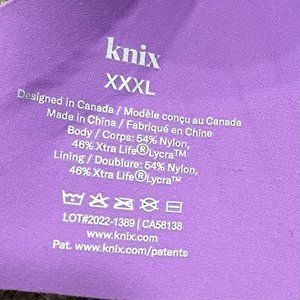 knix
XXXL
Designed in Canada / Modèle conçu au Canada
Made in China / Fabriqué en Chine
Body / Corps: 54% Nylon,
46% Xtra Life®Lycra™
Lining / Doublure: 54% Nylon,
46% Xtra Life®Lycra™
LOT#2022-1389 | CA58138
www.knix.com
Pat. www.knix.com/patents